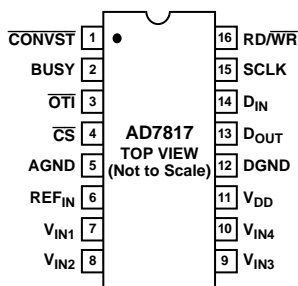 CONVST 1 16 RD/WR
BUSY 2 15 SCLK
OTI 3 14 DIN
CS 4 AD7817 13 DOUT
AGND 5 TOP VIEW 12 DGND
REFIN 6 (Not to Scale) 11 VDD
VIN1 7 10 VIN4
VIN2 8 9 VIN3